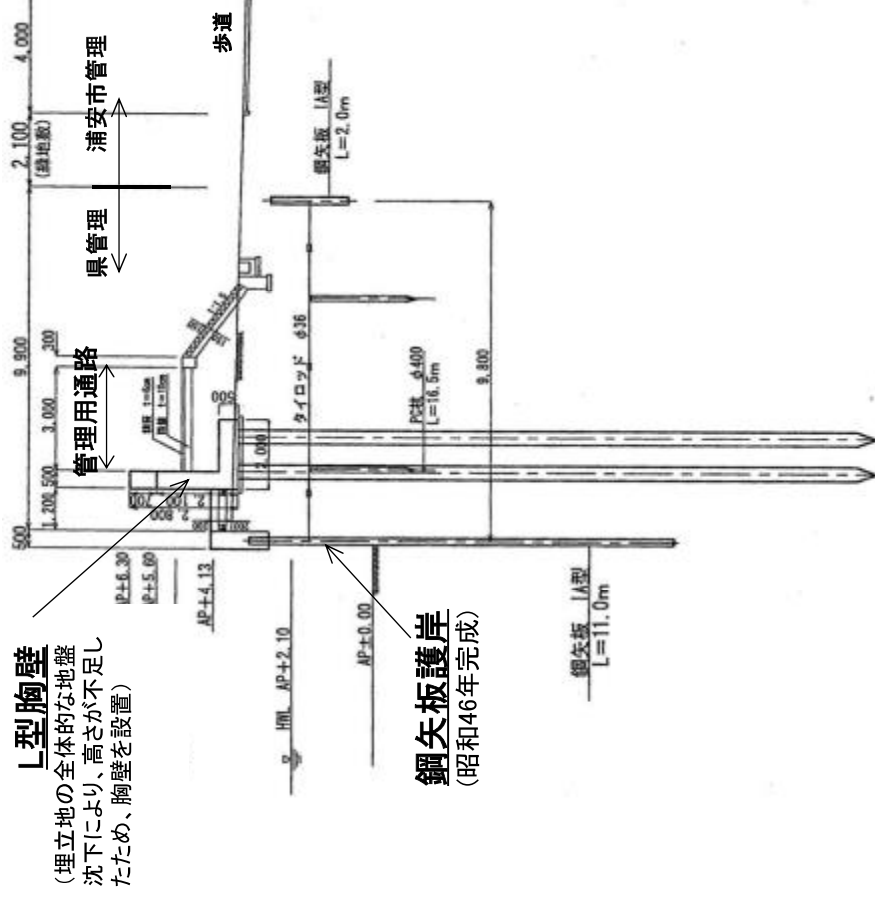 L型胸壁
(埋立地の全体的な地盤
沈下により、高さが不足し
たため、胸壁を設置)
鋼矢板護岸
(昭和46年完成)
管理用通路
県管理
浦安市管理
歩道
9,900
2,100
(緑地敷)
4,000
500
1,200
500
3,000
300
AP+5.60
AP+4.13
HWL AP+2.10
AP±0.00
500
2,000
タイロッド φ36
PC杭 φ400
L=16.5m
9,800
鋼矢板 IA型
L=2.0m
鋼矢板 IA型
L=11.0m